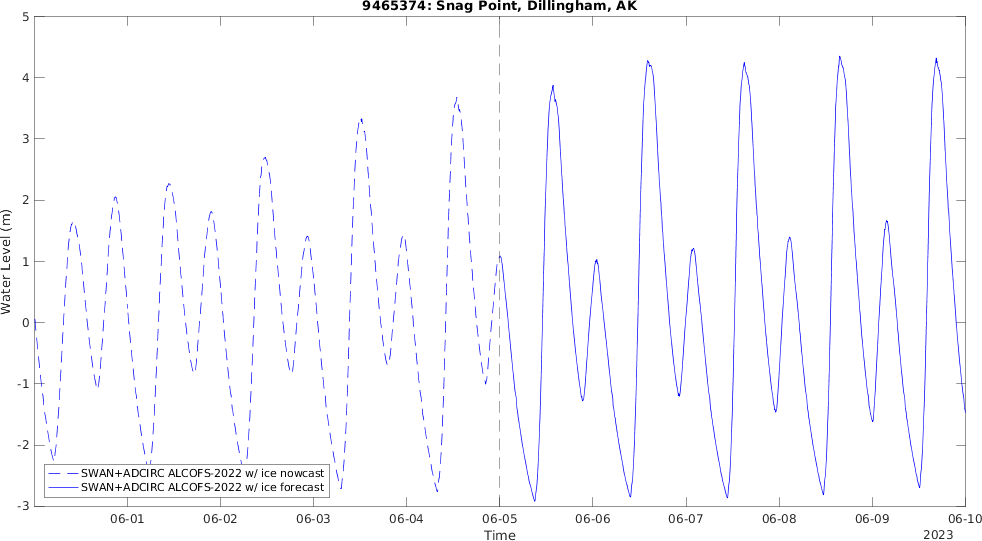 9465374: Snag Point, Dillingham, AK
5
4
3
2
1
0
-1
-2
-3
Water Level (m)
SWAN+ADCIRC ALCOFS-2022 w/ ice nowcast
SWAN+ADCIRC ALCOFS-2022 w/ ice forecast
06-01 06-02 06-03 06-04 06-05 06-06 06-07 06-08 06-09 06-10
Time
2023